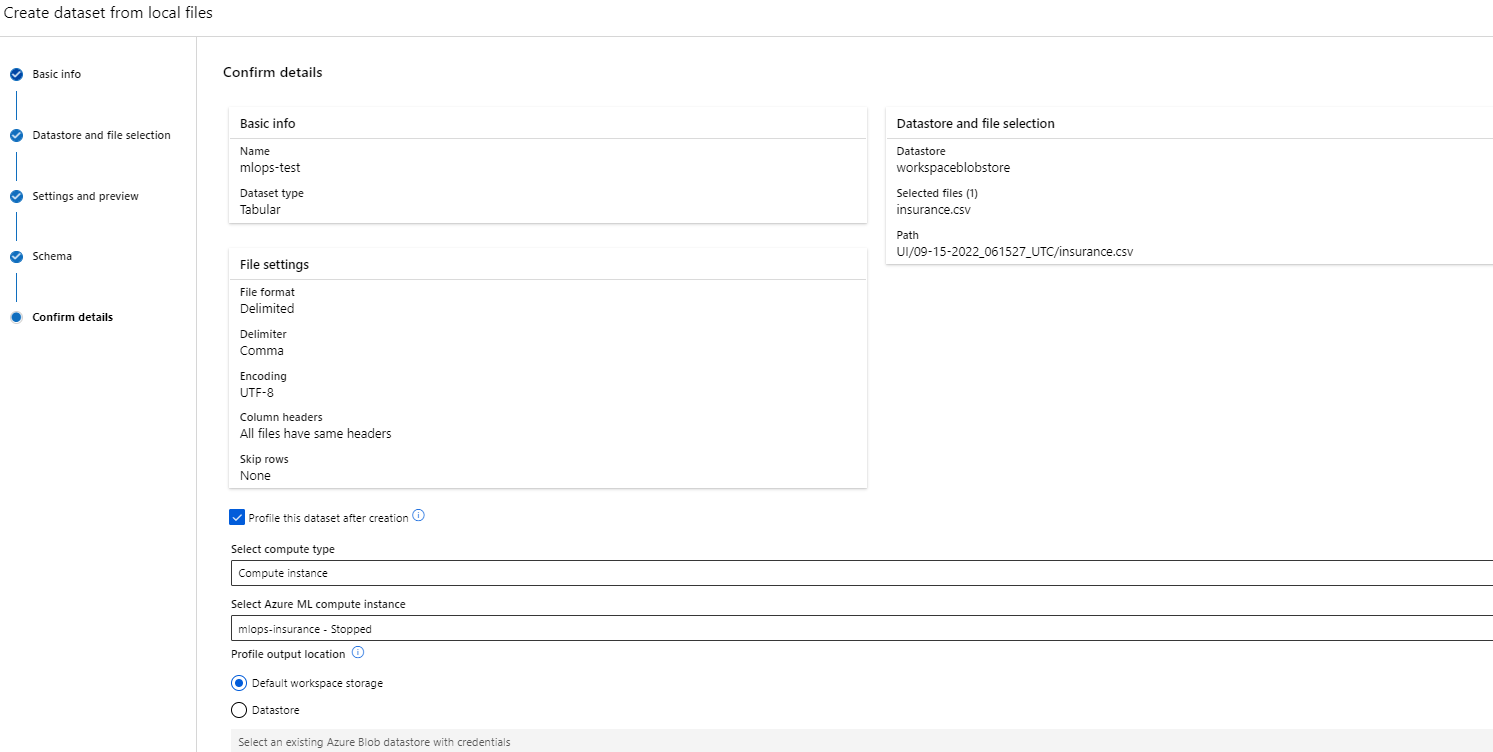 Create dataset from local files
Basic info
Datastore and file selection
Settings and preview
Schema
Confirm details
Confirm details
Basic info
Name
mlops-test
Dataset type
Tabular
Datastore and file selection
Datastore
workspaceblobstore
Selected files (1)
insurance.csv
Path
UI/09-15-2022_061527_UTC/insurance.csv
File settings
File format
Delimited
Delimiter
Comma
Encoding
UTF-8
Column headers
All files have same headers
Skip rows
None
Profile this dataset after creation
Select compute type
Compute instance
Select Azure ML compute instance
mlops-insurance - Stopped
Profile output location
Default workspace storage
Datastore
Select an existing Azure Blob datastore with credentials